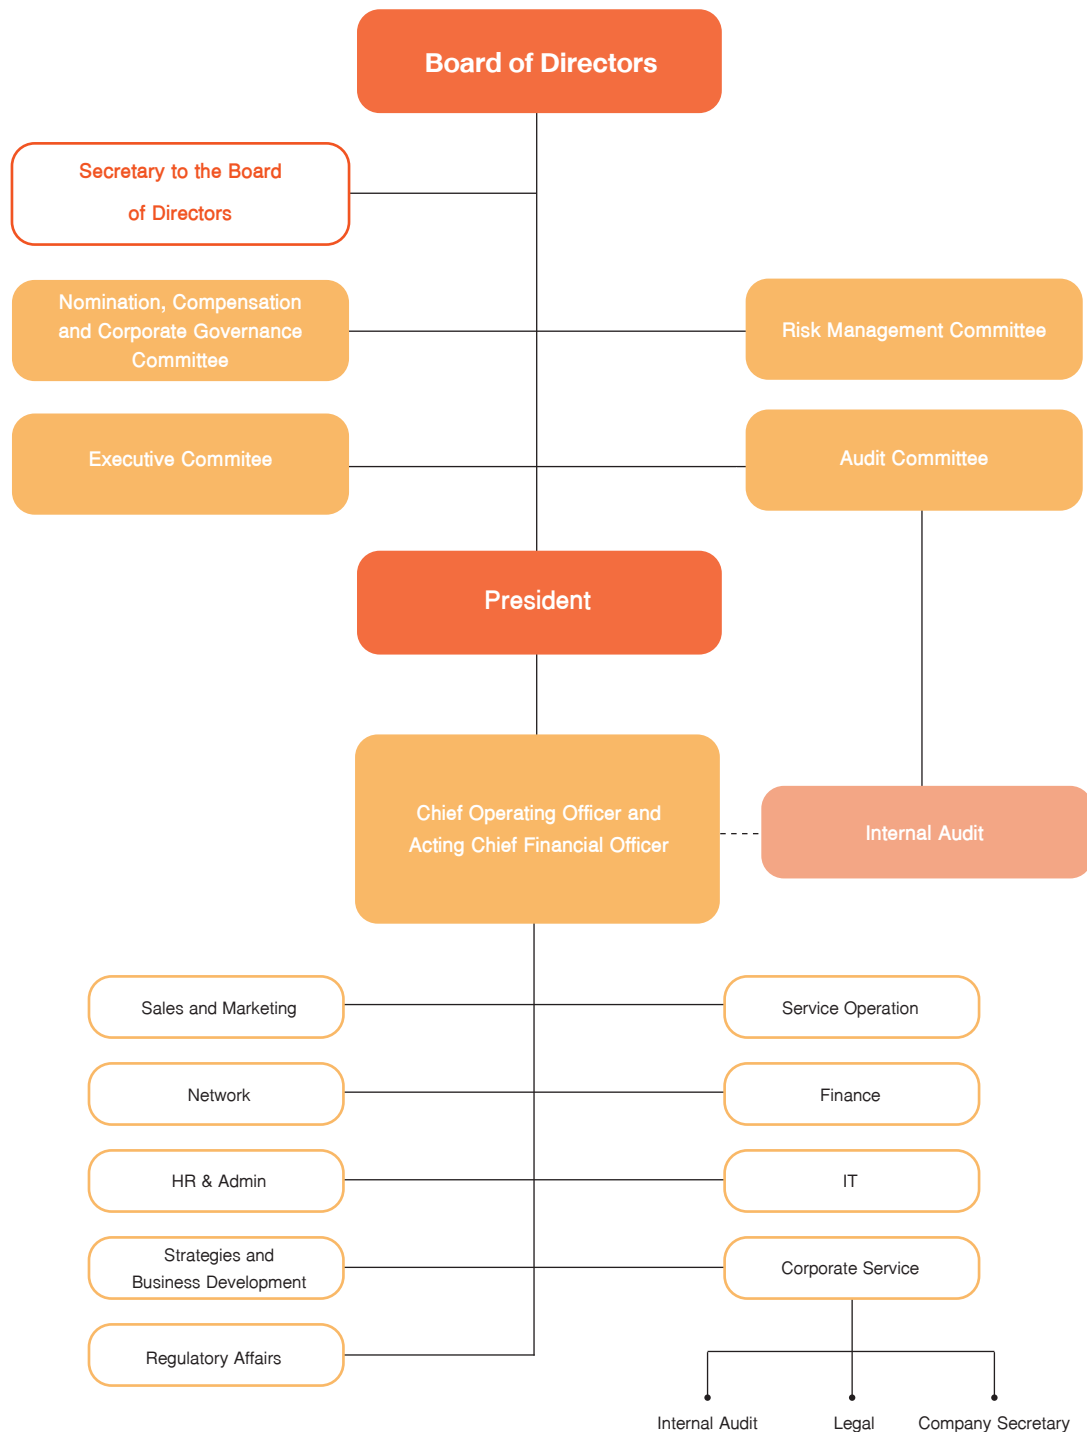 Board of Directors
Secretary to the Board
of Directors
Nomination, Compensation
and Corporate Governance
Committee
Risk Management Committee
Executive Commitee
Audit Committee
President
Chief Operating Officer and
Acting Chief Financial Officer
Internal Audit
Sales and Marketing
Service Operation
Network
Finance
HR & Admin
IT
Strategies and
Business Development
Corporate Service
Regulatory Affairs
Internal Audit
Legal
Company Secretary